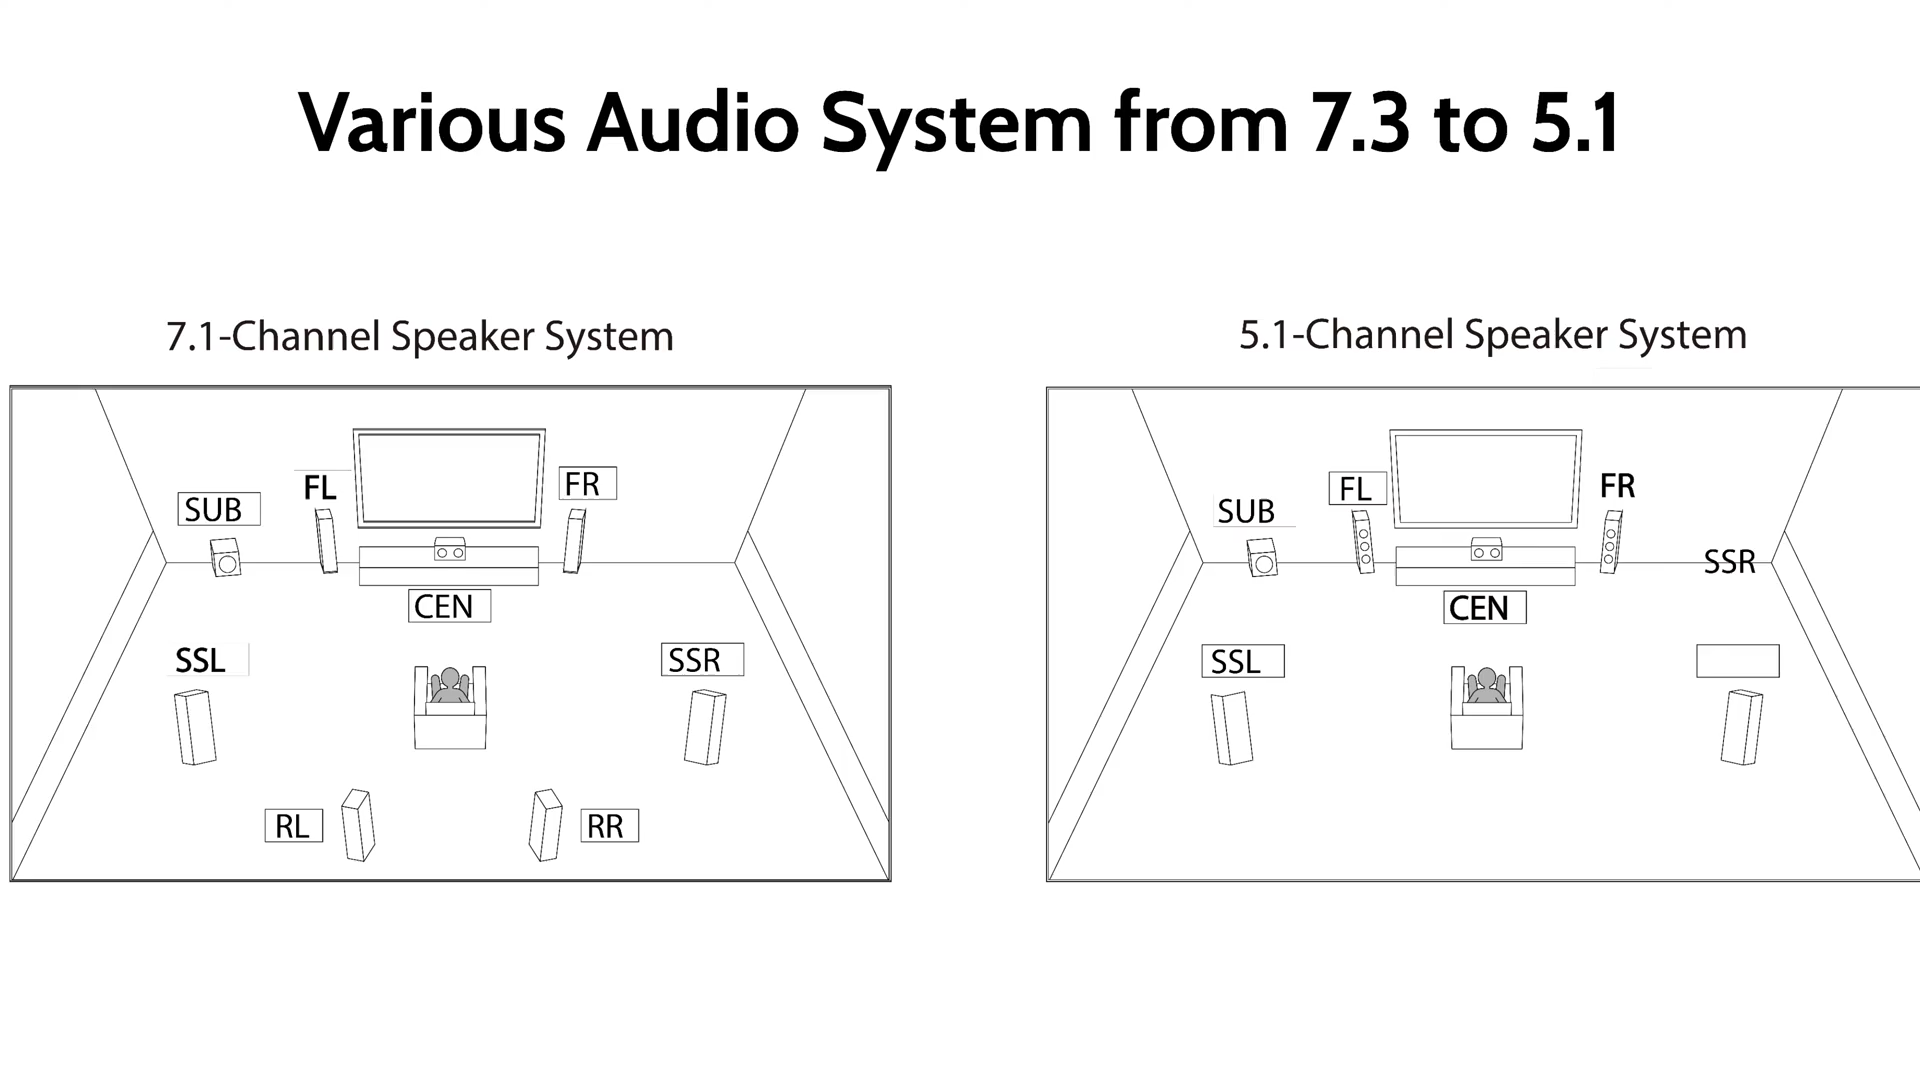 Various Audio System from 7.3 to 5.1
7.1-Channel Speaker System
SUB
FL
FR
CEN
SSL
SSR
RL
RR
5.1-Channel Speaker System
SUB
FL
FR
SSR
CEN
SSL